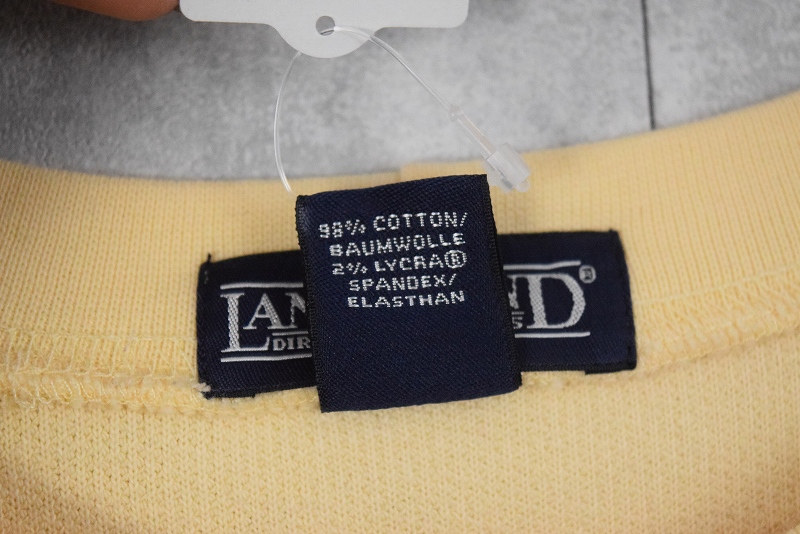 98% COTTON/
BAUMWOLLE
2% LYCRA®
SPANDEX/
ELASTHAN